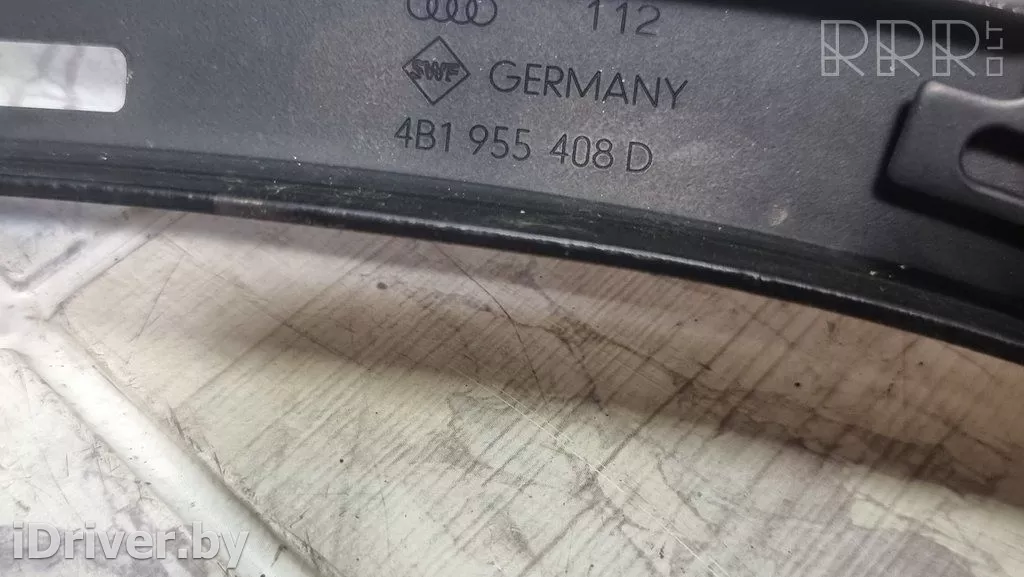 112
RRR.LT
SWF GERMANY
4B1 955 408 D
iDriver.by